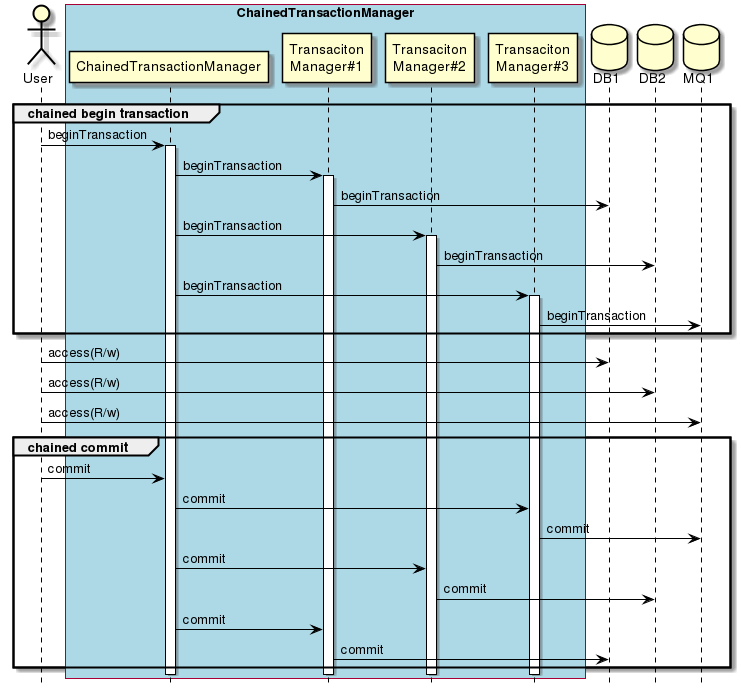 ChainedTransactionManager
User
ChainedTransactionManager
Transaciton
Manager#1
Transaciton
Manager#2
Transaciton
Manager#3
DB1
DB2
MQ1
chained begin transaction
beginTransaction
beginTransaction
beginTransaction
beginTransaction
beginTransaction
beginTransaction
beginTransaction
access(R/w)
access(R/w)
access(R/w)
chained commit
commit
commit
commit
commit
commit
commit
commit